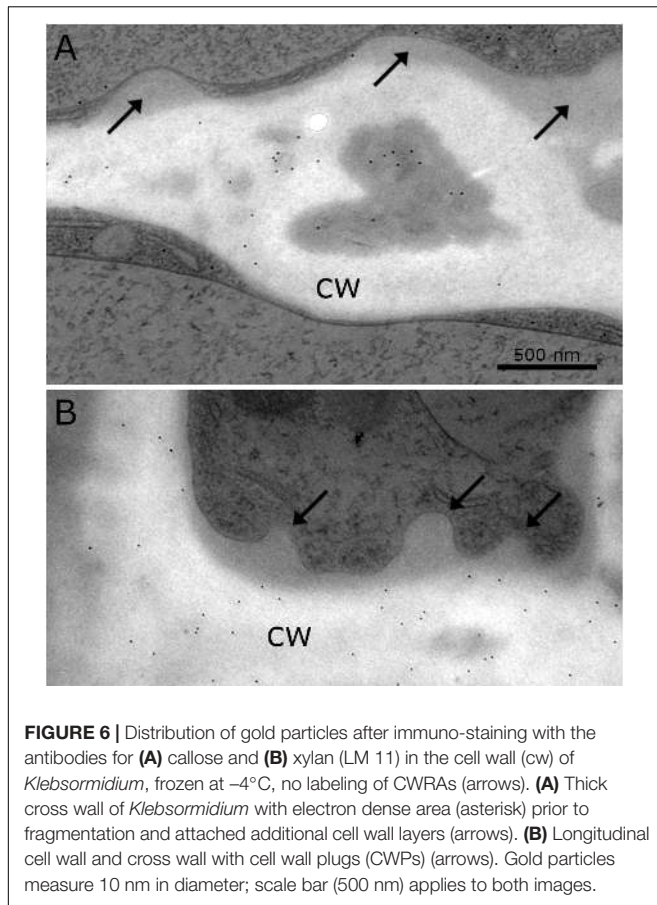 A
CW
500 nm
B
CW
FIGURE 6 | Distribution of gold particles after immuno-staining with the
antibodies for (A) callose and (B) xylan (LM 11) in the cell wall (cw) of
Klebsormidium, frozen at –4°C, no labeling of CWRAs (arrows). (A) Thick
cross wall of Klebsormidium with electron dense area (asterisk) prior to
fragmentation and attached additional cell wall layers (arrows). (B) Longitudinal
cell wall and cross wall with cell wall plugs (CWPs) (arrows). Gold particles
measure 10 nm in diameter; scale bar (500 nm) applies to both images.